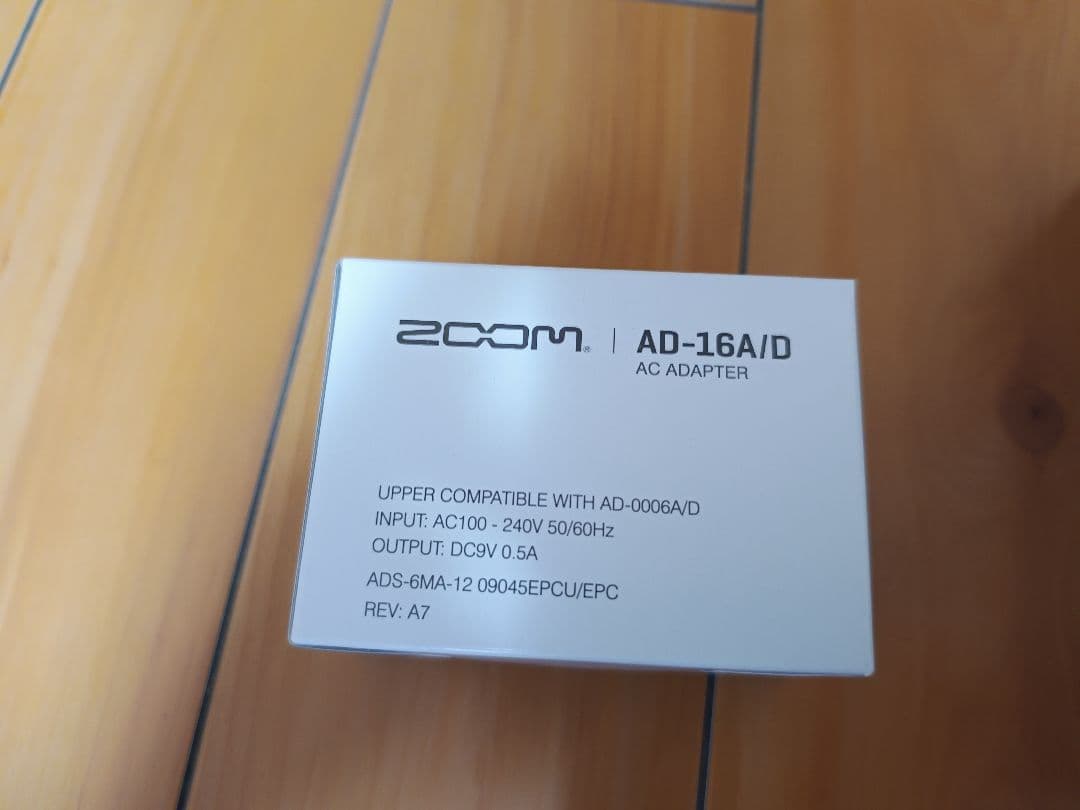 ZOOM® | AD-16A/D
AC ADAPTER
UPPER COMPATIBLE WITH AD-0006A/D
INPUT: AC100 - 240V 50/60Hz
OUTPUT: DC9V 0.5A
ADS-6MA-12 09045EPCU/EPC
REV: A7